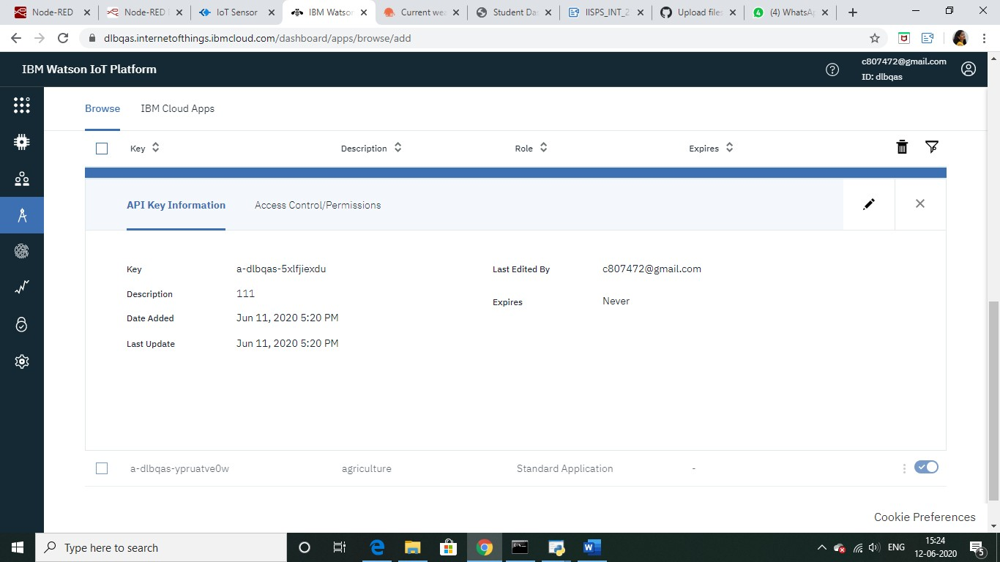 Node-RED
Node-RED
IoT Sensor
IBM Watson
Current wea
Student Das
IISPS_INT_2
Upload files
(4) WhatsAp
dlbqas.internetofthings.ibmcloud.com/dashboard/apps/browse/add
IBM Watson IoT Platform
c807472@gmail.com
ID: dlbqas
Browse IBM Cloud Apps
Key Description Role Expires
API Key Information Access Control/Permissions
Key a-dlbqas-5xlfjiexdu Last Edited By c807472@gmail.com
Description 111
Expires Never
Date Added Jun 11, 2020 5:20 PM
Last Update Jun 11, 2020 5:20 PM
a-dlbqas-ypruatve0w agriculture Standard Application -
Cookie Preferences
Type here to search
ENG
15:24
12-06-2020
5